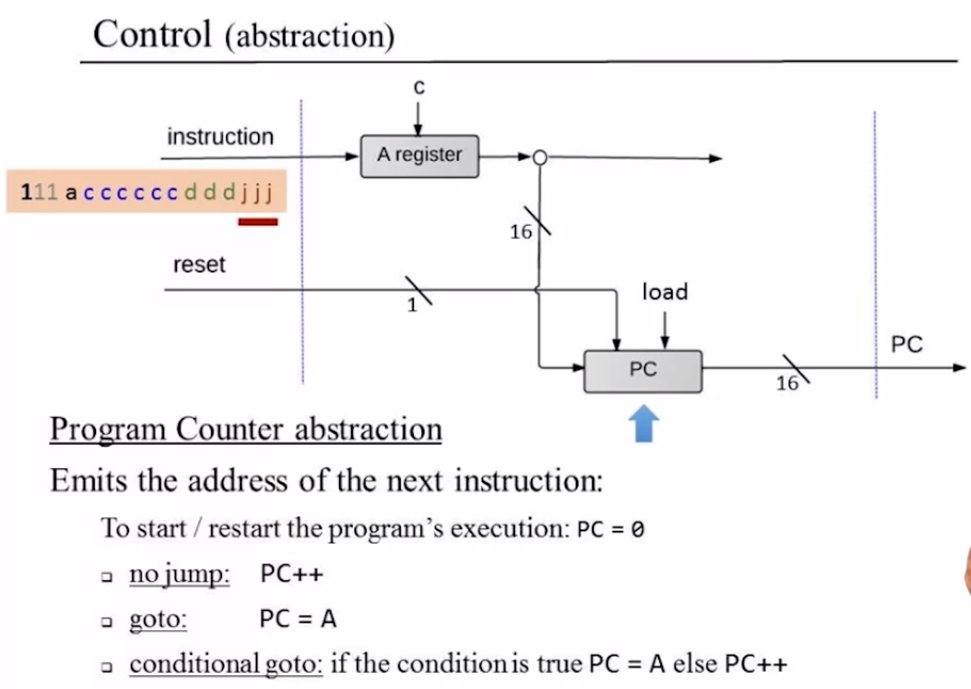 Control (abstraction)
c
instruction
A register
111 a c c c c c c d d d j j j
16
reset
load
1
PC
PC
16
Program Counter abstraction
Emits the address of the next instruction:
To start / restart the program’s execution: PC = 0
no jump: PC++
goto: PC = A
conditional goto: if the condition is true PC = A else PC++